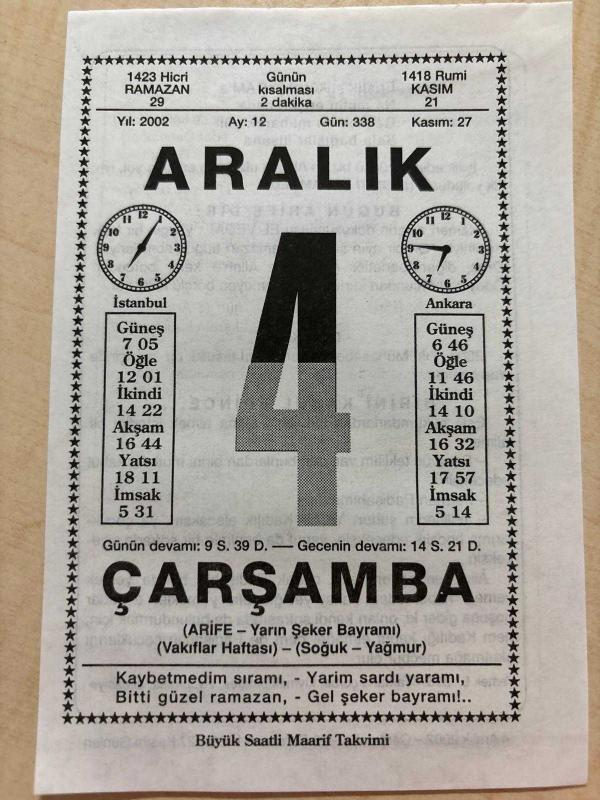 1423 Hicri
RAMAZAN
29
Günün
kısalması
2 dakika
1418 Rumi
KASIM
21
Yıl: 2002 Ay: 12 Gün: 338 Kasım: 27
ARALIK
4
İstanbul
Güneş
7 05
Öğle
12 01
İkindi
14 22
Akşam
16 44
Yatsı
18 11
İmsak
5 31
Ankara
Güneş
6 46
Öğle
11 46
İkindi
14 10
Akşam
16 32
Yatsı
17 57
İmsak
5 14
Günün devamı: 9 S. 39 D. — Gecenin devamı: 14 S. 21 D.
ÇARŞAMBA
(ARİFE – Yarın Şeker Bayramı)
(Vakıflar Haftası) – (Soğuk – Yağmur)
Kaybetmedim sıramı, - Yarim sardı yaramı,
Bitti güzel ramazan, - Gel şeker bayramı!..
Büyük Saatli Maarif Takvimi